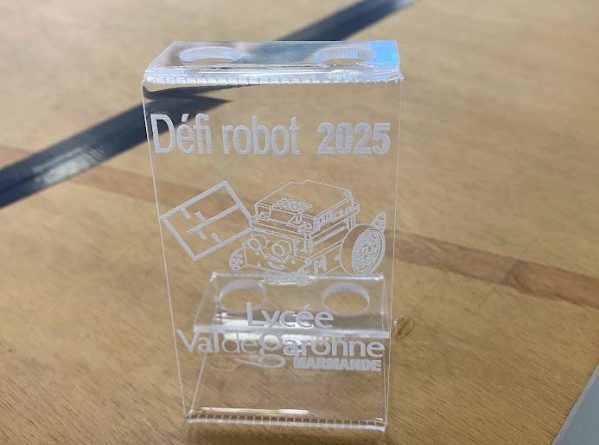 Défi robot 2025
Lycée
Val de garonne
MARMANDE